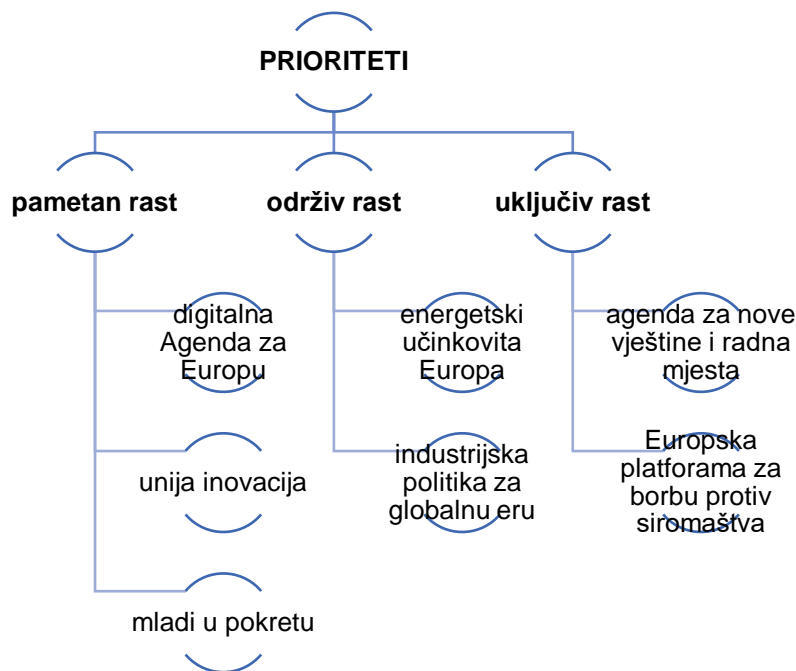 PRIORITETI
pametan rast
održiv rast
uključiv rast
digitalna
Agenda za
Europu
energetski
učinkovita
Europa
agenda za nove
vještine i radna
mjesta
unija inovacija
industrijska
politika za
globalnu eru
Europska
platforama za
borbu protiv
siromaštva
mladi u pokretu